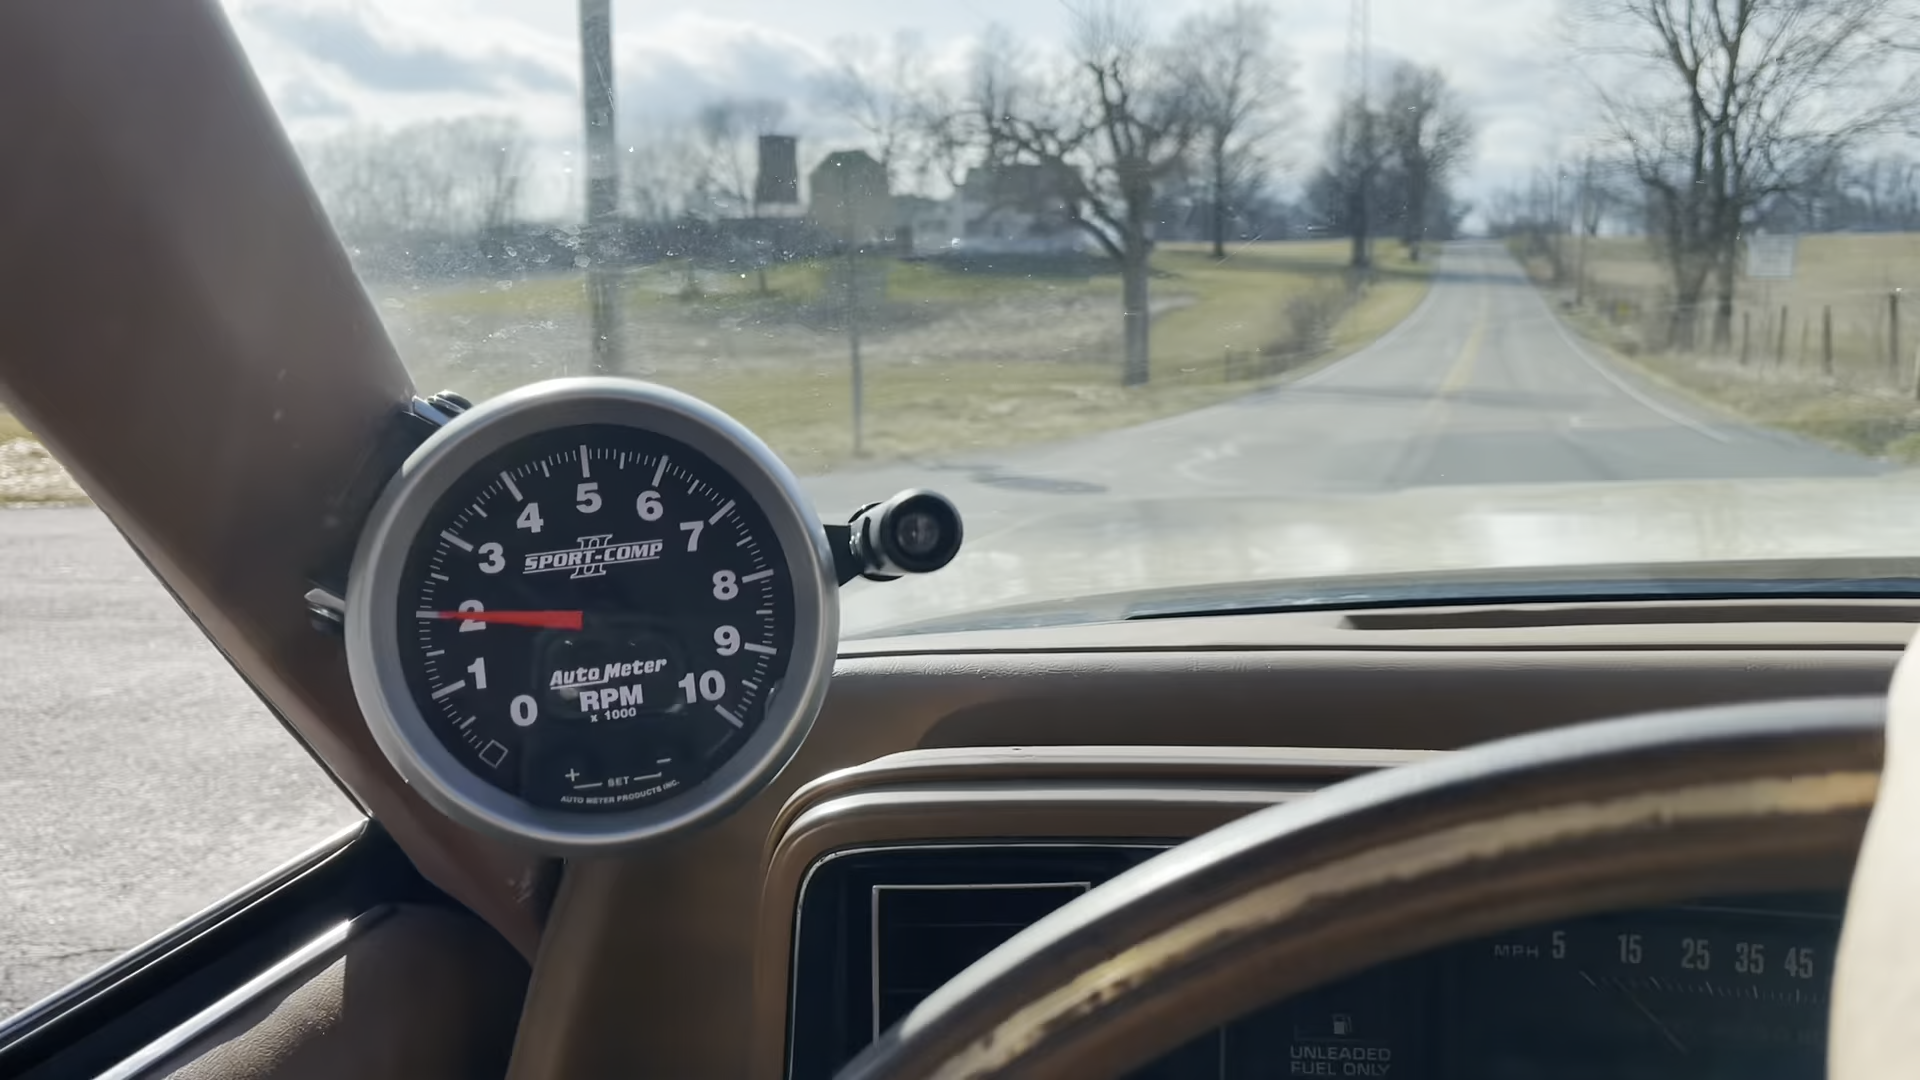 0 1 2 3 4 5 6 7 8 9 10
SPORT-COMP
II
Auto Meter
RPM
x 1000
+ SET −
AUTO METER PRODUCTS INC.
MPH 5 15 25 35 45
UNLEADED
FUEL ONLY